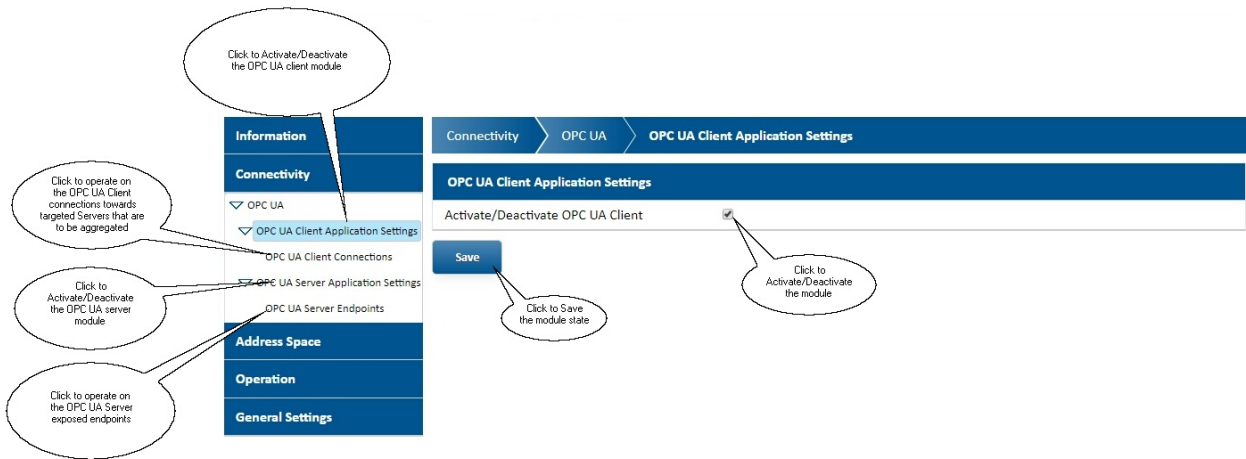 Click to Activate/Deactivate
the OPC UA client module
Information
Connectivity
OPC UA
OPC UA Client Application Settings
OPC UA Client Connections
OPC UA Server Application Settings
OPC UA Server Endpoints
Address Space
Operation
General Settings
Click to operate on
the OPC UA Client
connections towards
targeted Servers that are
to be aggregated
Click to
Activate/Deactivate
the OPC UA server
module
Click to operate on
the OPC UA Server
exposed endpoints
Connectivity OPC UA OPC UA Client Application Settings
OPC UA Client Application Settings
Activate/Deactivate OPC UA Client
Save
Click to Save
the module state
Click to
Activate/Deactivate
the module